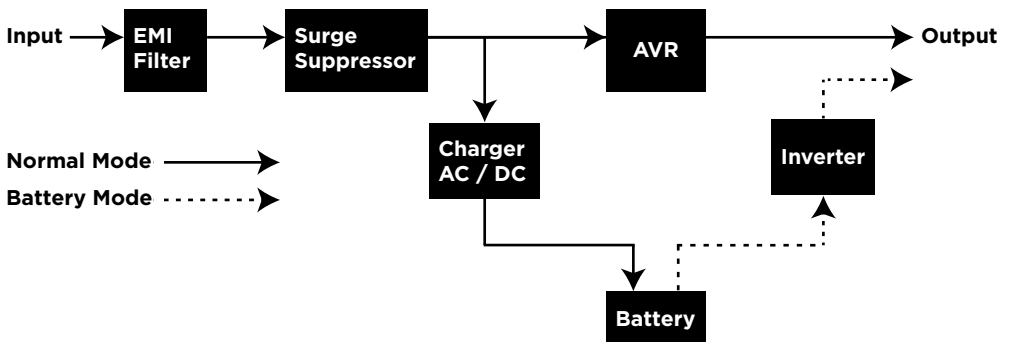 Input
EMI
Filter
Surge
Suppressor
AVR
Output
Charger
AC / DC
Inverter
Normal Mode
Battery Mode
Battery